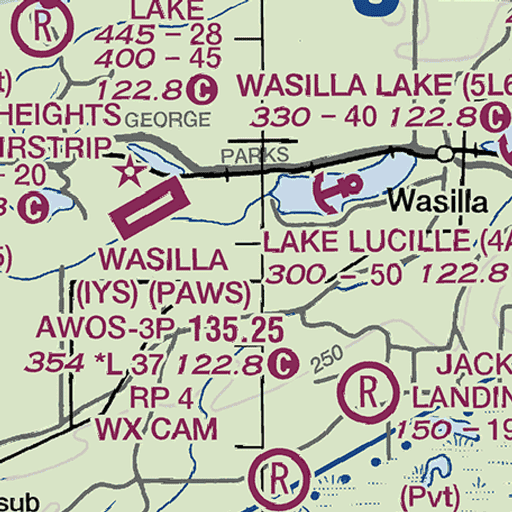 LAKE
R
445 – 28
400 – 45
122.8 C
WASILLA LAKE (5L6
330 – 40 122.8 C
HEIGHTS
GEORGE
IRSTRIP
PARKS
– 20
C
Wasilla
LAKE LUCILLE (4A
300 – 50 122.8
WASILLA
(IYS) (PAWS)
AWOS-3P 135.25
354 *L 37 122.8 C
RP 4
WX CAM
250
R
JACK
LANDIN
150 – 19
R
(Pvt)
sub